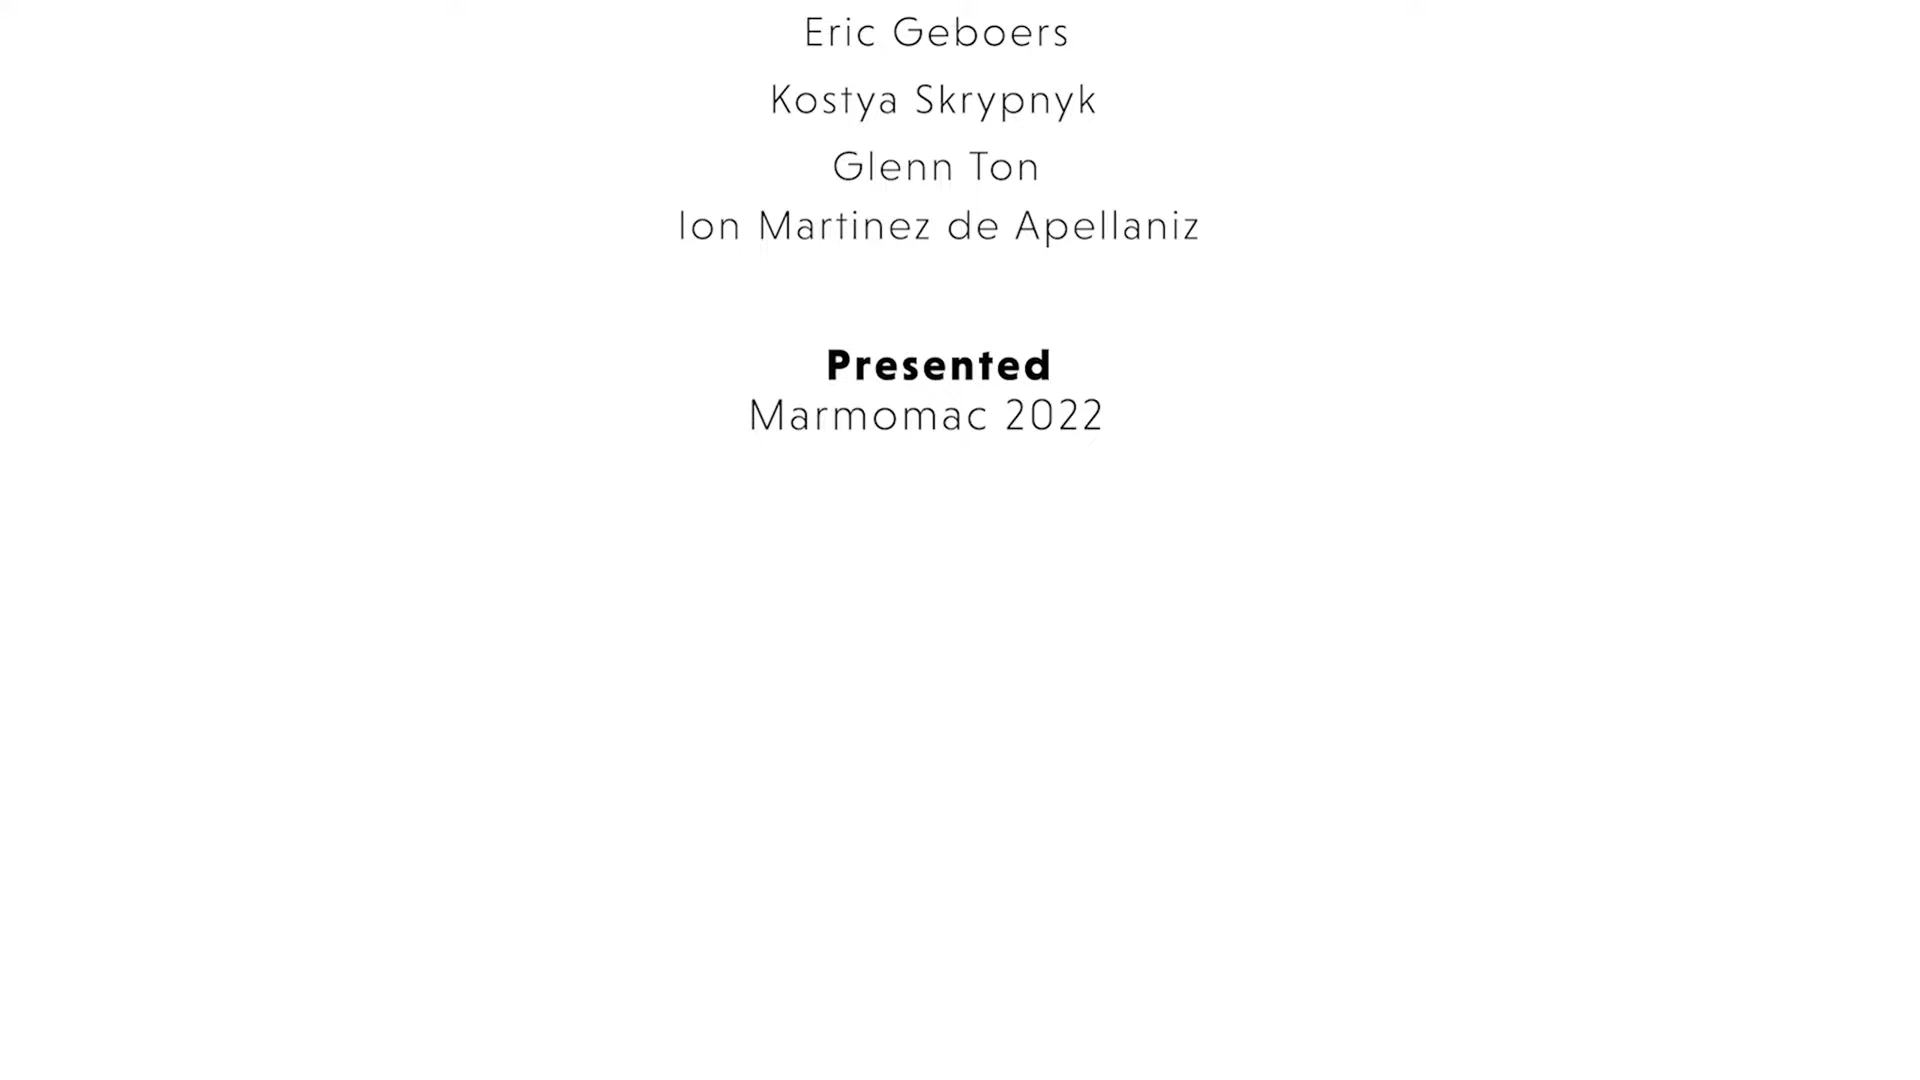 Eric Geboers
Kostya Skrypnyk
Glenn Ton
Ion Martinez de Apellaniz
Presented
Marmomac 2022